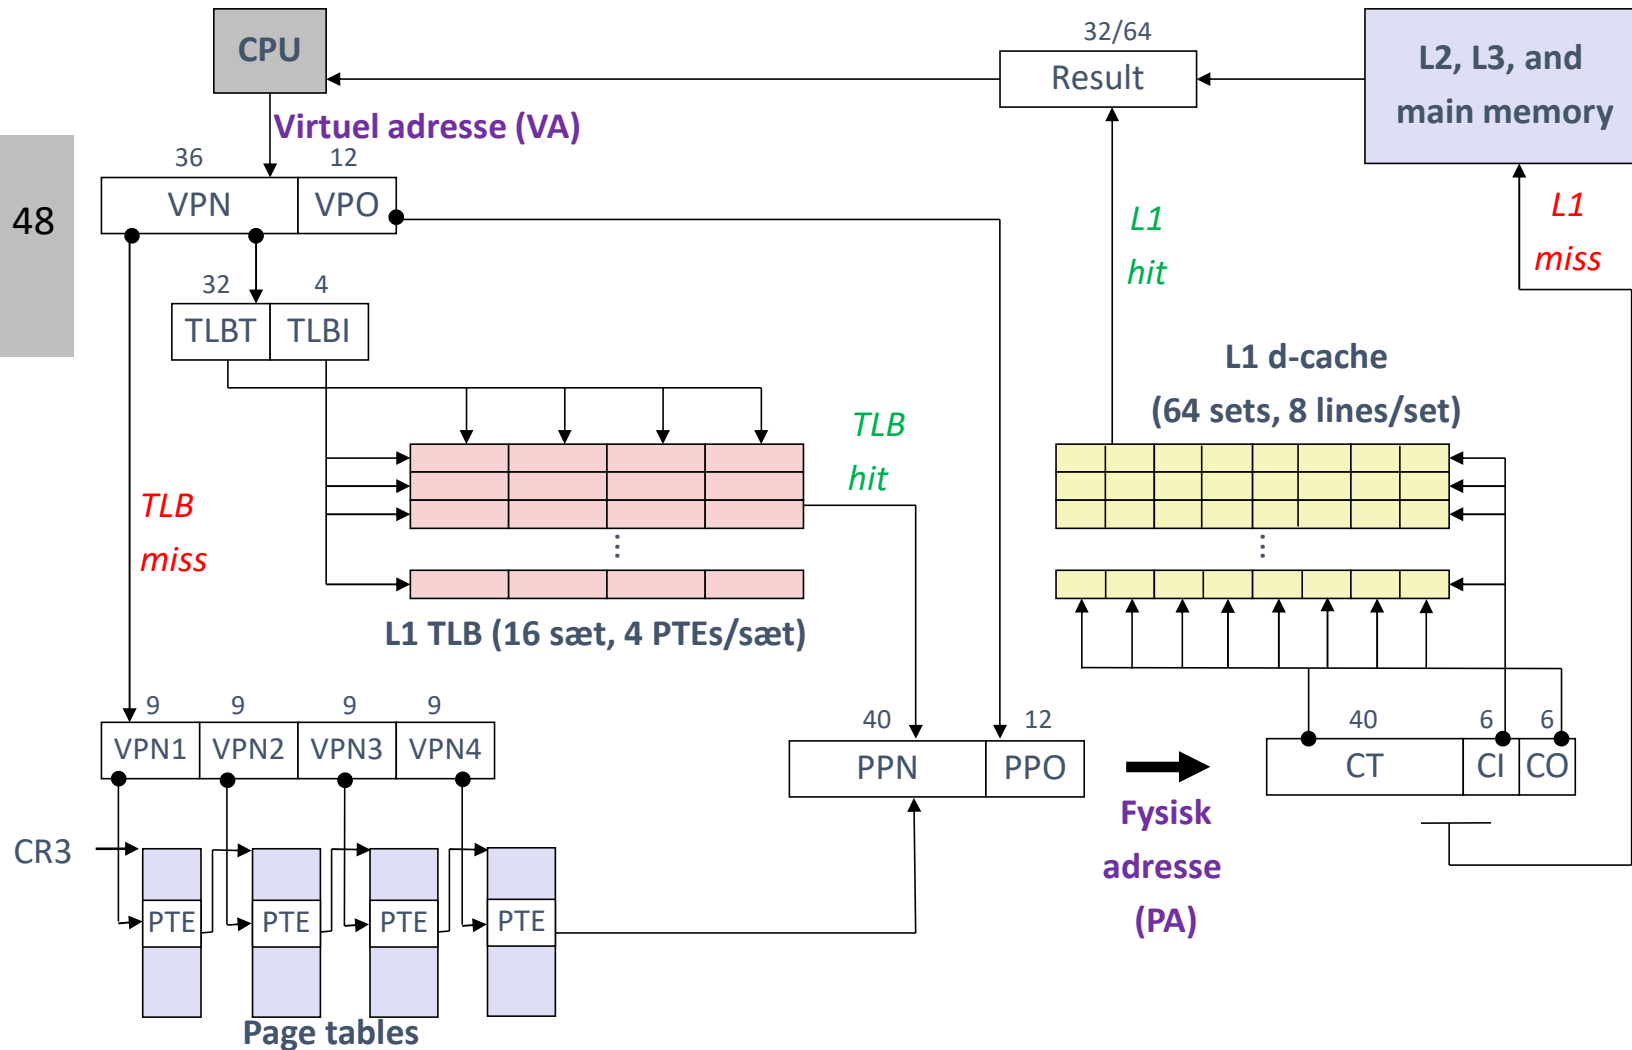 CPU
32/64
Result
L2, L3, and
main memory
Virtuel adresse (VA)
36 12
VPN VPO
48
L1
hit
L1
miss
32 4
TLBT TLBI
L1 d-cache
(64 sets, 8 lines/set)
TLB
hit
TLB
miss
...
...
L1 TLB (16 sæt, 4 PTEs/sæt)
9 9 9 9
VPN1 VPN2 VPN3 VPN4
40 12
PPN PPO
40 6 6
CT CI CO
Fysisk
adresse
(PA)
CR3
PTE PTE PTE PTE
Page tables